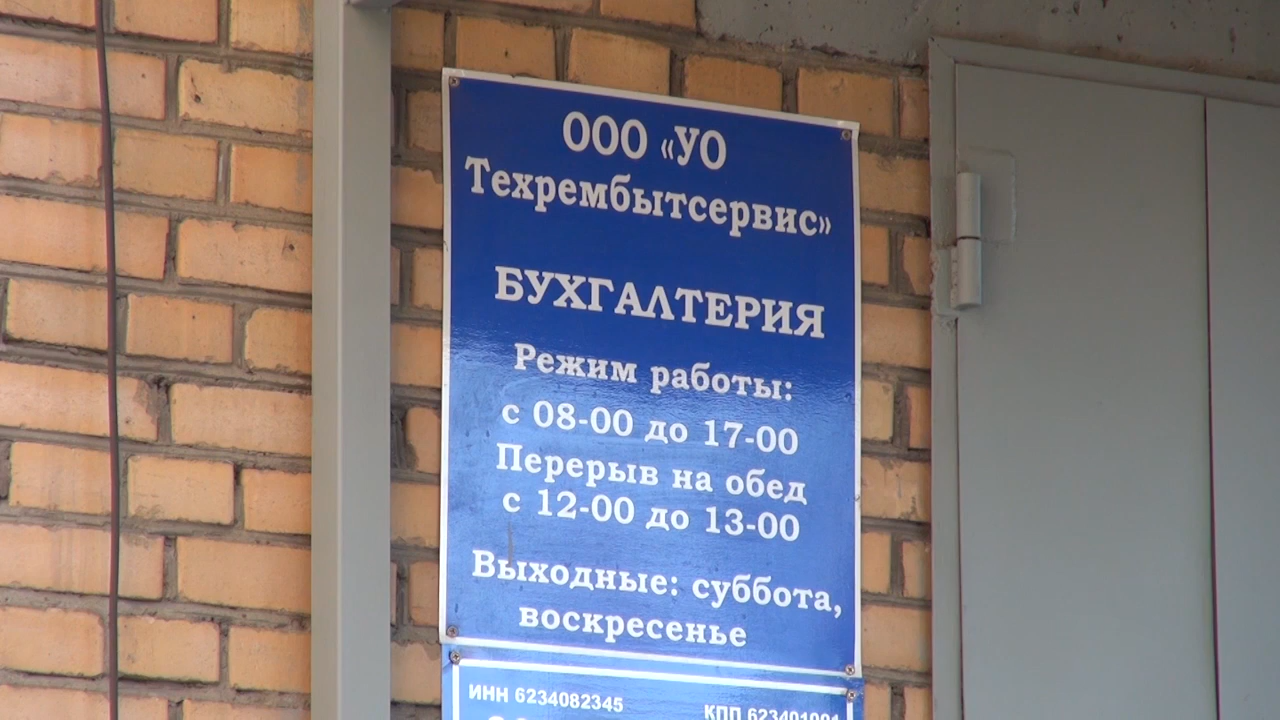 ООО «УО
Техрембытсервис»
БУХГАЛТЕРИЯ
Режим работы:
с 08-00 до 17-00
Перерыв на обед
с 12-00 до 13-00
Выходные: суббота,
воскресенье
ИНН 6234082345
КПП 623401001